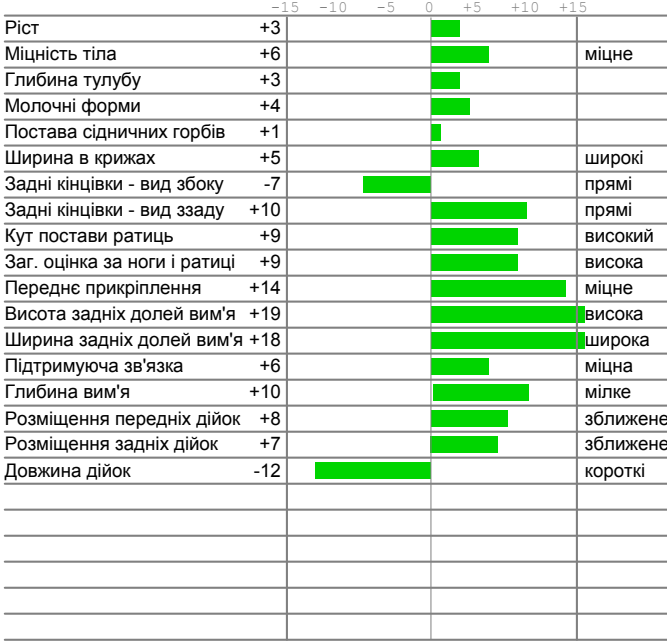 -15 -10 -5 0 +5 +10 +15
Ріст +3
Міцність тіла +6 міцне
Глибина тулубу +3
Молочні форми +4
Постава сідничних горбів +1
Ширина в крижах +5 широкі
Задні кінцівки - вид збоку -7 прямі
Задні кінцівки - вид ззаду +10 прямі
Кут постави ратиць +9 високий
Заг. оцінка за ноги і ратиці +9 висока
Переднє прикріплення +14 міцне
Висота задніх долей вим'я +19 висока
Ширина задніх долей вим'я +18 широка
Підтримуюча зв'язка +6 міцна
Глибина вим'я +10 мілке
Розміщення передніх дійок +8 зближене
Розміщення задніх дійок +7 зближене
Довжина дійок -12 короткі